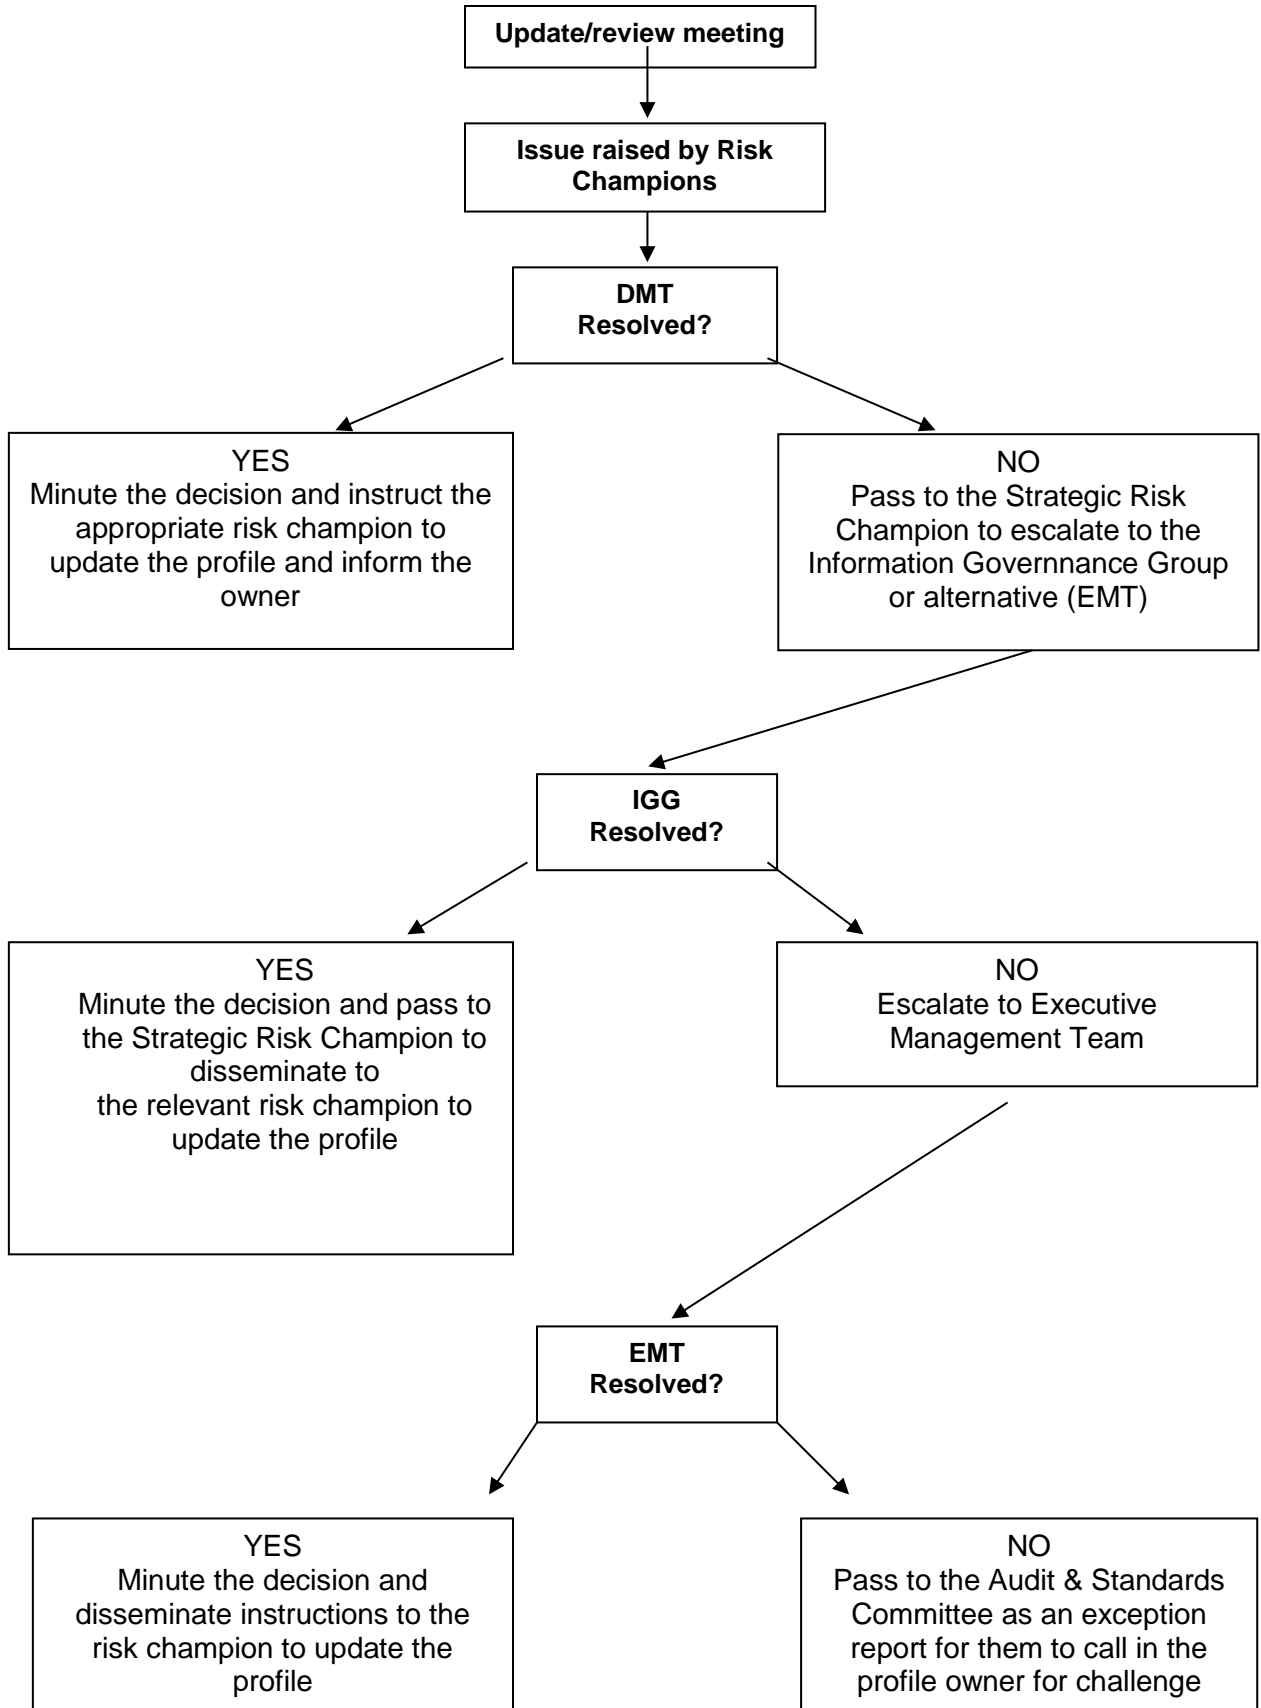 Update/review meeting
Issue raised by Risk
Champions
DMT
Resolved?
YES
Minute the decision and instruct the
appropriate risk champion to
update the profile and inform the
owner
NO
Pass to the Strategic Risk
Champion to escalate to the
Information Governnance Group
or alternative (EMT)
IGG
Resolved?
YES
Minute the decision and pass to
the Strategic Risk Champion to
disseminate to
the relevant risk champion to
update the profile
NO
Escalate to Executive
Management Team
EMT
Resolved?
YES
Minute the decision and
disseminate instructions to the
risk champion to update the
profile
NO
Pass to the Audit & Standards
Committee as an exception
report for them to call in the
profile owner for challenge